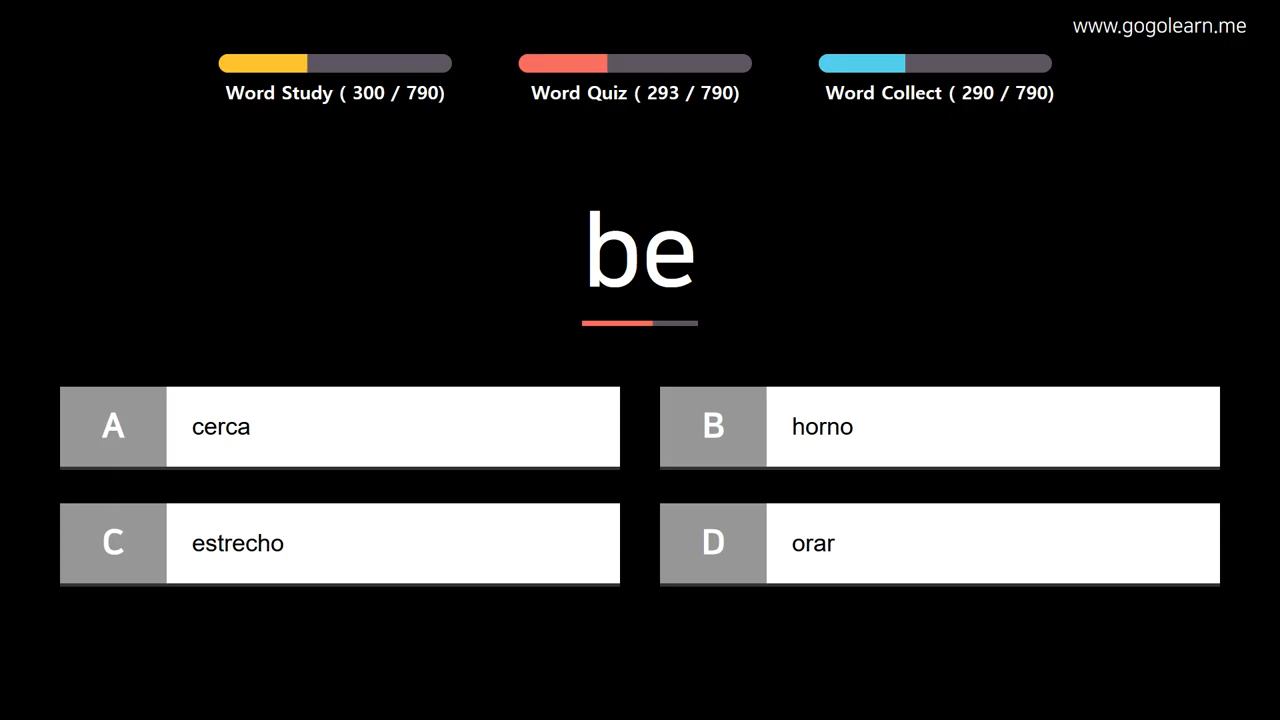 www.gogolearn.me
Word Study ( 300 / 790)
Word Quiz ( 293 / 790)
Word Collect ( 290 / 790)
be
A
cerca
B
horno
C
estrecho
D
orar